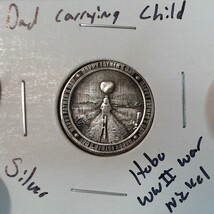 Dad Carrying Child
Silver
Hobo
WWII War
Nickel